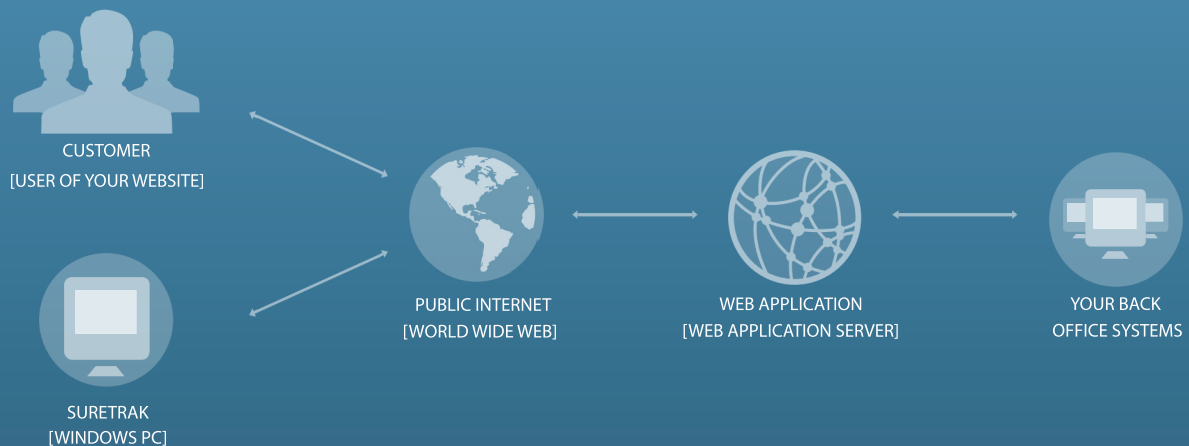 CUSTOMER
[USER OF YOUR WEBSITE]
SURETRAK
[WINDOWS PC]
PUBLIC INTERNET
[WORLD WIDE WEB]
WEB APPLICATION
[WEB APPLICATION SERVER]
YOUR BACK
OFFICE SYSTEMS